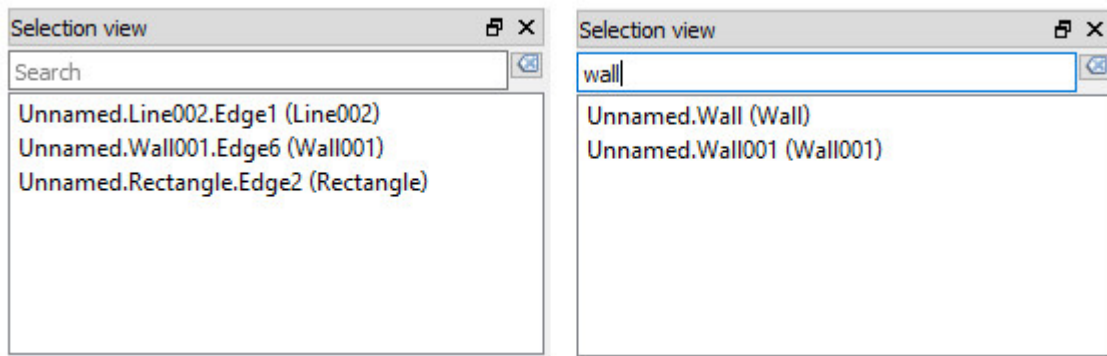 Selection view
Search
Unnamed.Line002.Edge1 (Line002)
Unnamed.Wall001.Edge6 (Wall001)
Unnamed.Rectangle.Edge2 (Rectangle)
Selection view
wall
Unnamed.Wall (Wall)
Unnamed.Wall001 (Wall001)